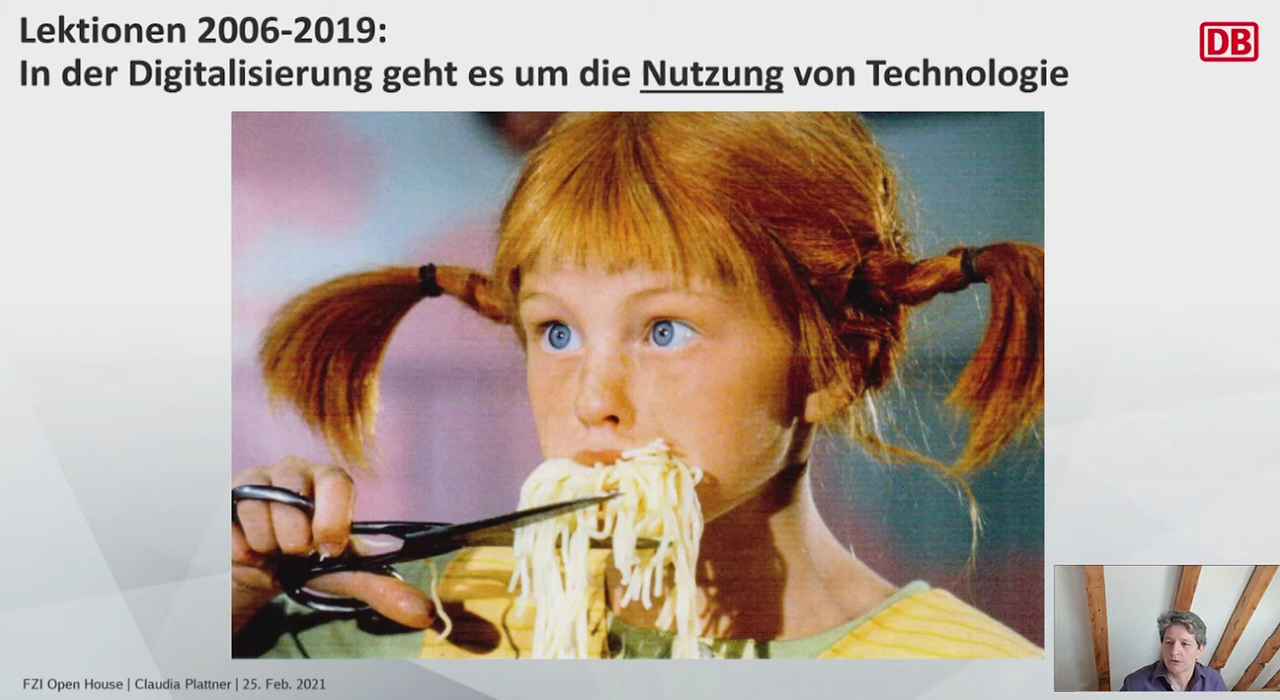 Lektionen 2006-2019:
In der Digitalisierung geht es um die Nutzung von Technologie
DB
FZI Open House | Claudia Plattner | 25. Feb. 2021